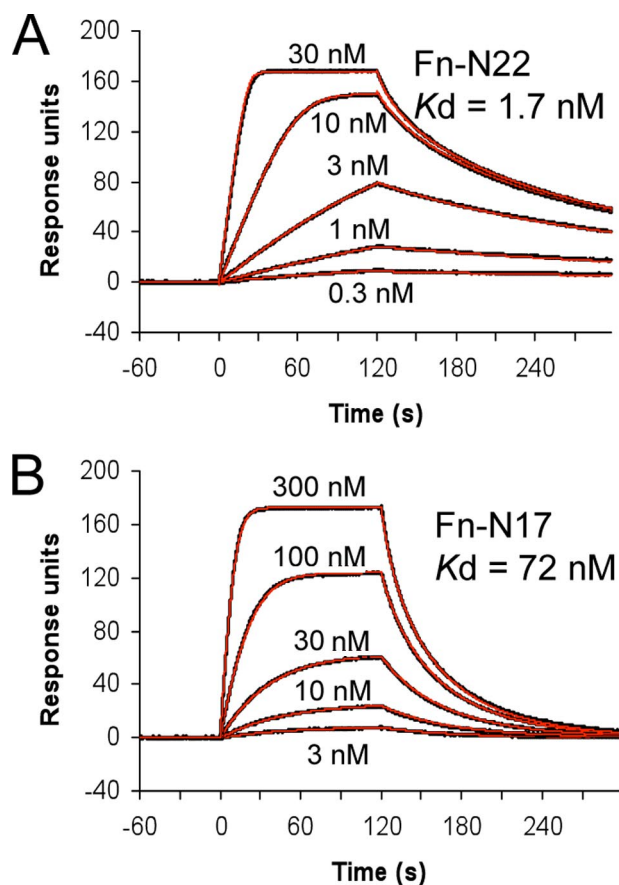 A
200
160
120
80
40
0
-40
Response units
30 nM
10 nM
3 nM
1 nM
0.3 nM
Fn-N22
Kd = 1.7 nM
-60 0 60 120 180 240
Time (s)
B
200
160
120
80
40
0
-40
Response units
300 nM
100 nM
30 nM
10 nM
3 nM
Fn-N17
Kd = 72 nM
-60 0 60 120 180 240
Time (s)